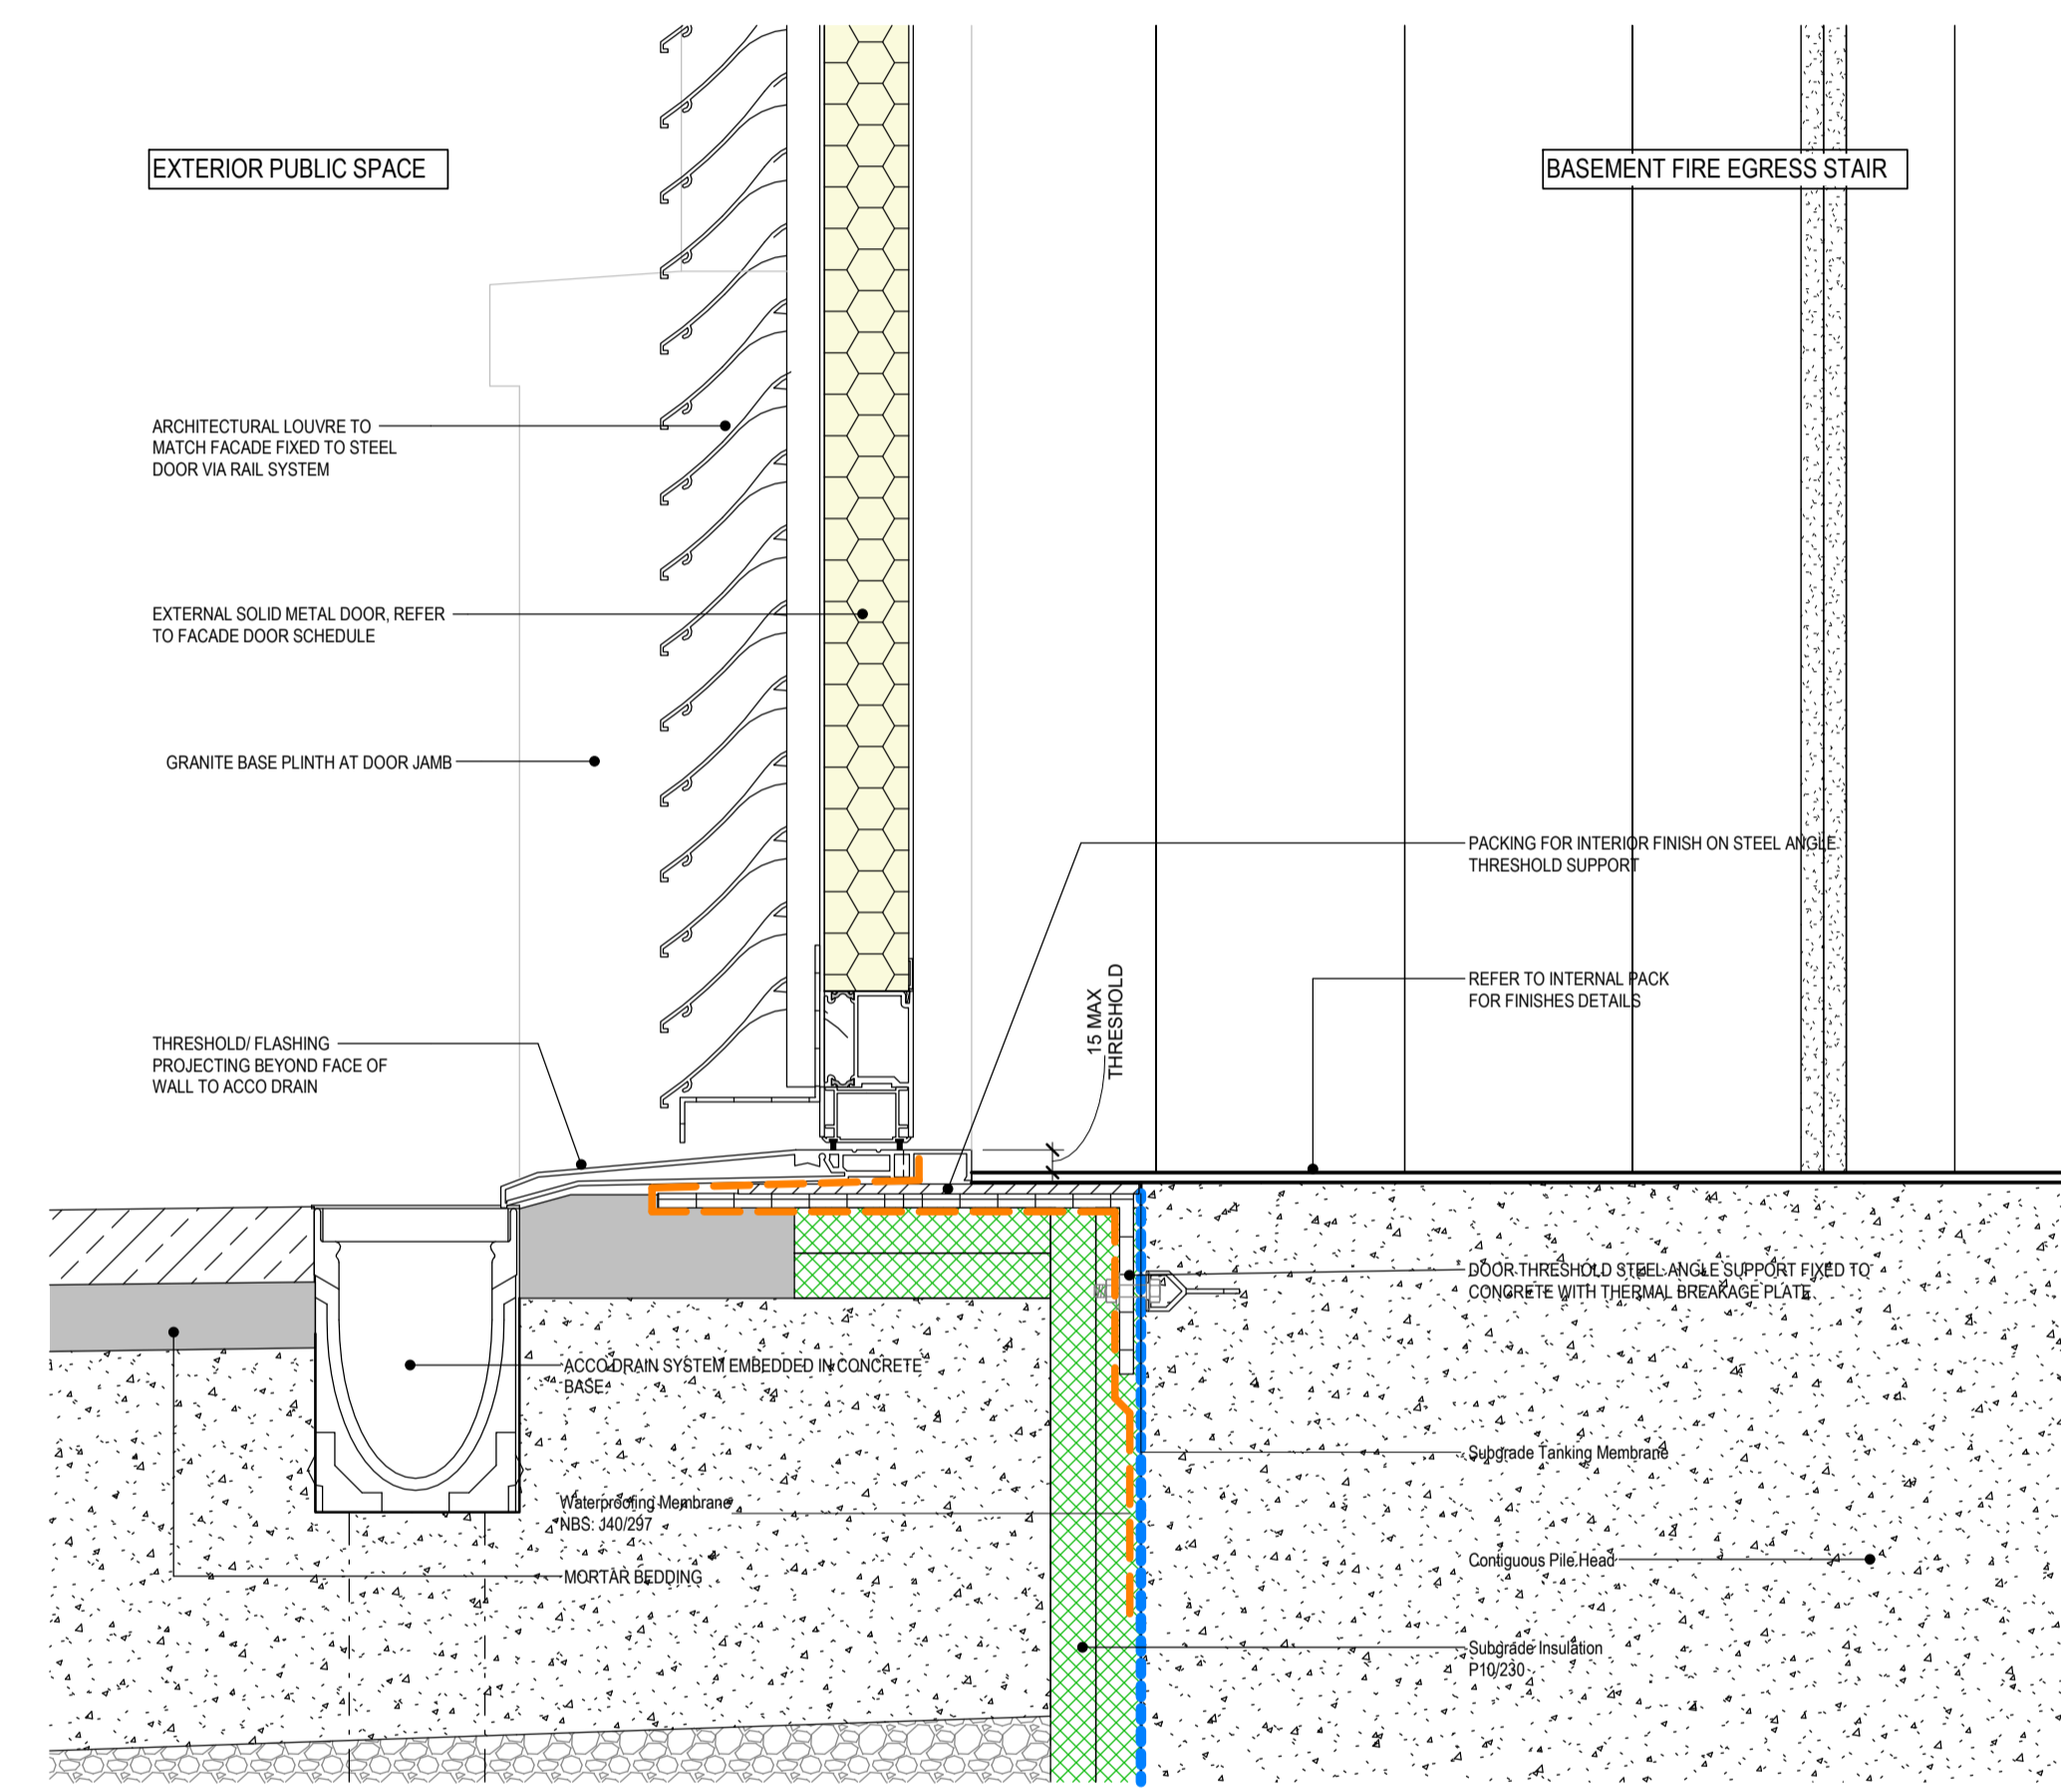 EXTERIOR PUBLIC SPACE
BASEMENT FIRE EGRESS STAIR
ARCHITECTURAL LOUVRE TO
MATCH FACADE FIXED TO STEEL
DOOR VIA RAIL SYSTEM
EXTERNAL SOLID METAL DOOR, REFER
TO FACADE DOOR SCHEDULE
GRANITE BASE PLINTH AT DOOR JAMB
PACKING FOR INTERIOR FINISH ON STEEL ANGLE
THRESHOLD SUPPORT
REFER TO INTERNAL PACK
FOR FINISHES DETAILS
15 MAX
THRESHOLD
THRESHOLD/ FLASHING
PROJECTING BEYOND FACE OF
WALL TO ACCO DRAIN
DOOR THRESHOLD STEEL ANGLE SUPPORT FIXED TO
CONCRETE WITH THERMAL BREAKAGE PLATE
ACCO DRAIN SYSTEM EMBEDDED IN CONCRETE
BASE
Subgrade Tanking Membrane
Waterproofing Membrane
NBS: J40/297
Contiguous Pile Head
MORTAR BEDDING
Subgrade Insulation
P10/230